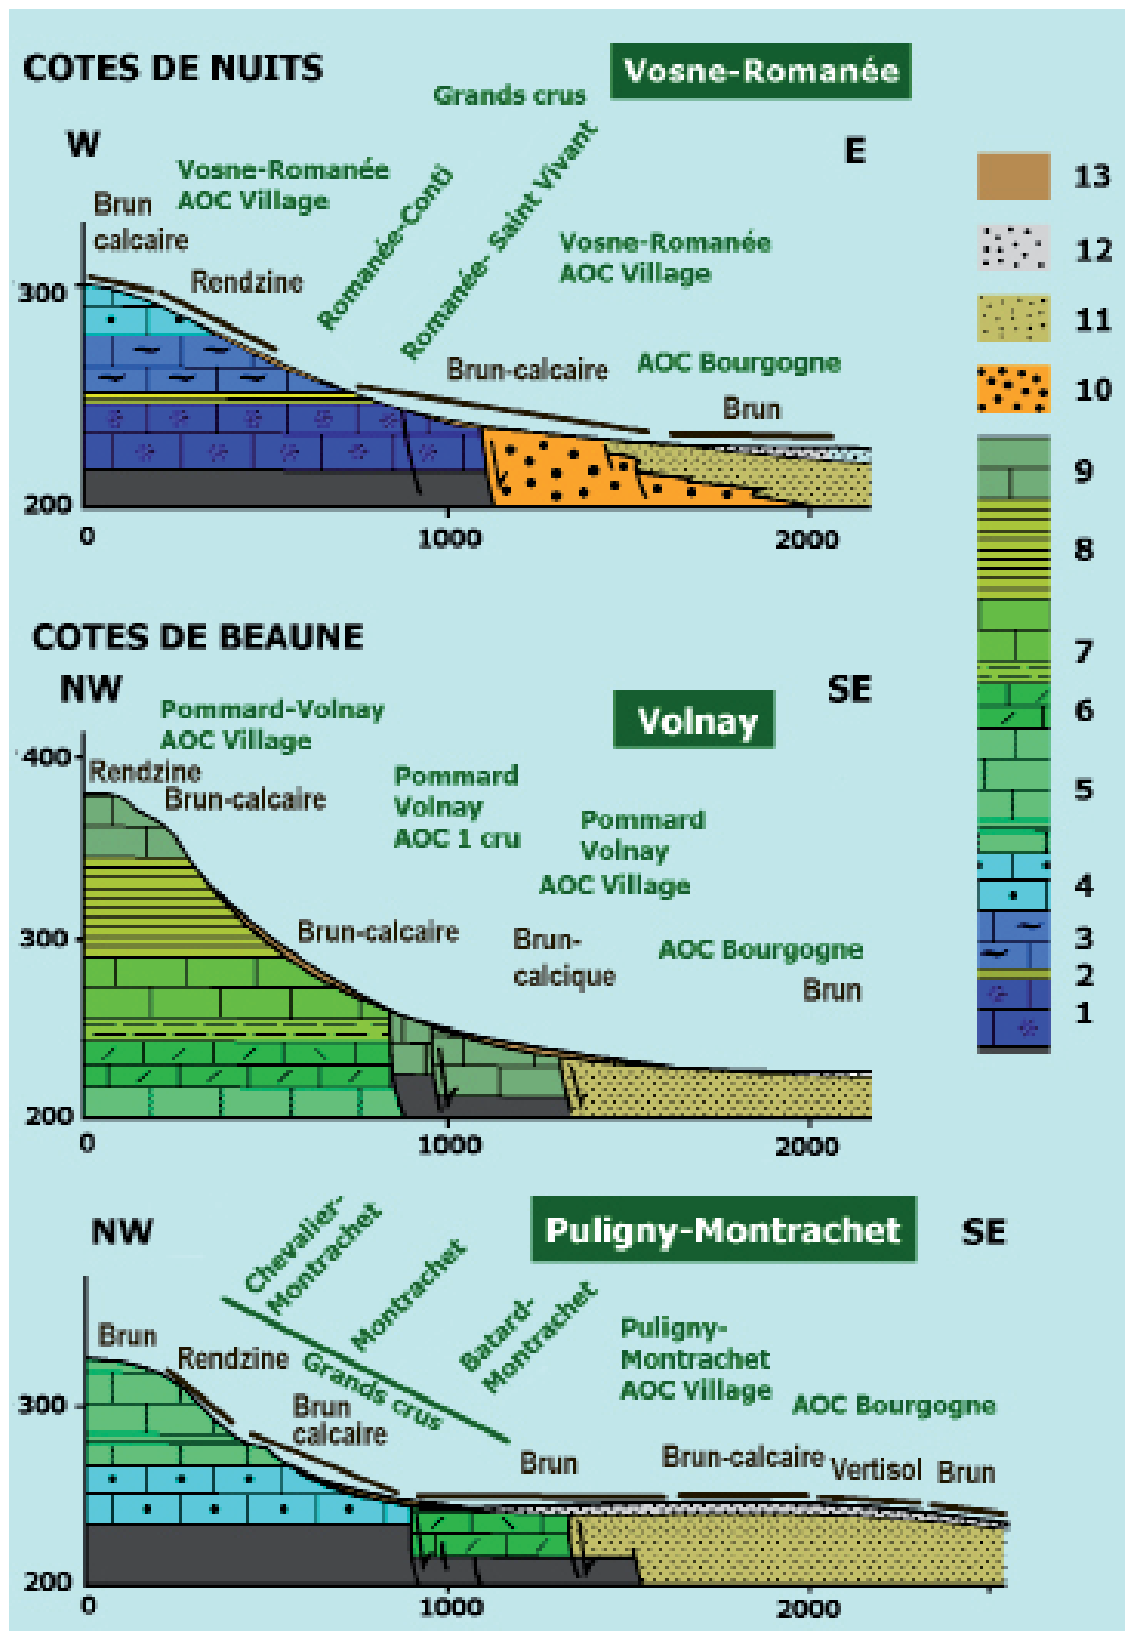 COTES DE NUITS
Vosne-Romanée
Grands crus
W
E
Vosne-Romanée
AOC Village
Brun
calcaire
Rendzine
Romanée-Conti
Romanée- Saint Vivant
Vosne-Romanée
AOC Village
Brun-calcaire
AOC Bourgogne
Brun
300
200
0
1000
2000
13
12
11
10
9
8
7
6
5
4
3
2
1
COTES DE BEAUNE
NW
SE
Pommard-Volnay
AOC Village
Volnay
400
Rendzine
Brun-calcaire
Pommard
Volnay
AOC 1 cru
Pommard
Volnay
AOC Village
300
Brun-calcaire
Brun-
calcique
AOC Bourgogne
Brun
200
0
1000
2000
NW
Chevalier-
Montrachet
Montrachet
Batard-
Montrachet
Grands crus
Puligny-Montrachet
SE
Brun
Rendzine
Brun
calcaire
Puligny-
Montrachet
AOC Village
AOC Bourgogne
Brun
Brun-calcaire
Vertisol
Brun
300
200
0
1000
2000